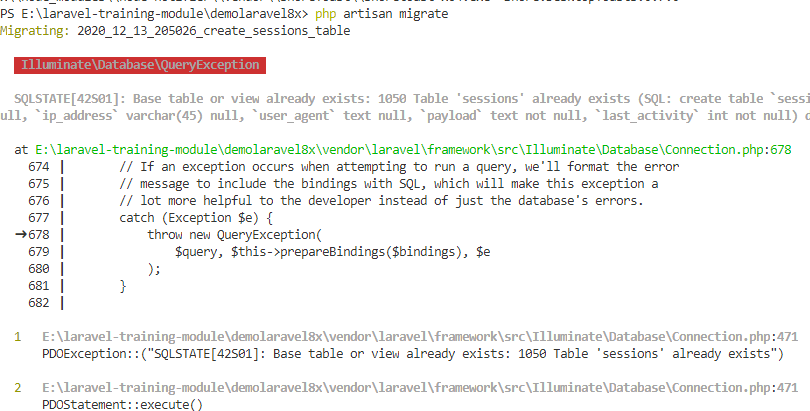 PS E:\laravel-training-module\demolaravel8x> php artisan migrate
Migrating: 2020_12_13_205026_create_sessions_table
Illuminate\Database\QueryException
SQLSTATE[42S01]: Base table or view already exists: 1050 Table 'sessions' already exists (SQL: create table `sess
ull, `ip_address` varchar(45) null, `user_agent` text null, `payload` text not null, `last_activity` int not null)
at E:\laravel-training-module\demolaravel8x\vendor\laravel\framework\src\Illuminate\Database\Connection.php:678
674 | // If an exception occurs when attempting to run a query, we'll format the error
675 | // message to include the bindings with SQL, which will make this exception a
676 | // lot more helpful to the developer instead of just the database's errors.
677 | catch (Exception $e) {
➜678 | throw new QueryException(
679 | $query, $this->prepareBindings($bindings), $e
680 | );
681 | }
682 |
1 E:\laravel-training-module\demolaravel8x\vendor\laravel\framework\src\Illuminate\Database\Connection.php:471
PDOException::("SQLSTATE[42S01]: Base table or view already exists: 1050 Table 'sessions' already exists")
2 E:\laravel-training-module\demolaravel8x\vendor\laravel\framework\src\Illuminate\Database\Connection.php:471
PDOStatement::execute()